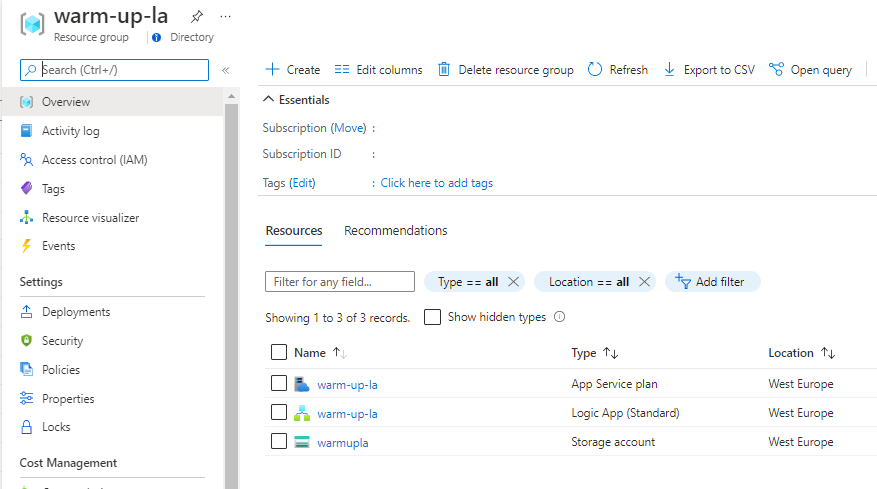 warm-up-la
Resource group
Directory
Search (Ctrl+/)
Overview
Activity log
Access control (IAM)
Tags
Resource visualizer
Events
Settings
Deployments
Security
Policies
Properties
Locks
Cost Management
Create Edit columns Delete resource group Refresh Export to CSV Open query
Essentials
Subscription (Move) :
Subscription ID :
Tags (Edit) : Click here to add tags
Resources Recommendations
Filter for any field... Type == all Location == all Add filter
Showing 1 to 3 of 3 records. Show hidden types
Name Type Location
warm-up-la App Service plan West Europe
warm-up-la Logic App (Standard) West Europe
warmupla Storage account West Europe